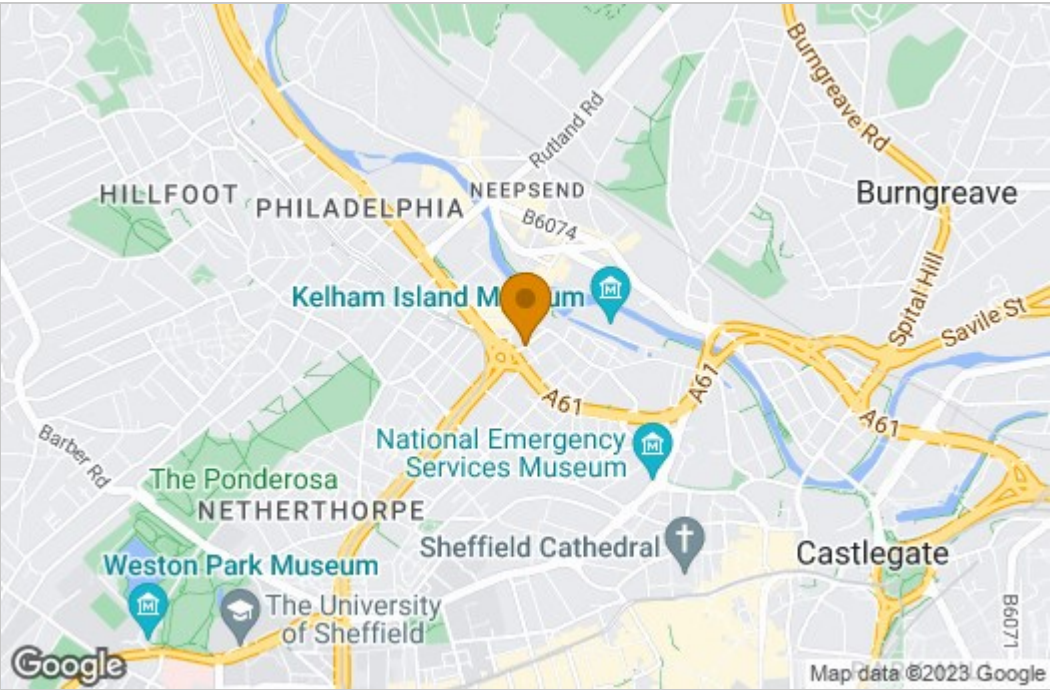 Burngreave Rd
Rutland Rd
HILLFOOT
PHILADELPHIA
NEEPSEND
Burngreave
B6074
Spital Hill
Kelham Island M um
Savile St
A61
A61
A61
Barber Rd
National Emergency
Services Museum
The Ponderosa
NETHERTHORPE
Sheffield Cathedral
Castlegate
Weston Park Museum
The University
of Sheffield
B6071
Google
Map data ©2023 Google